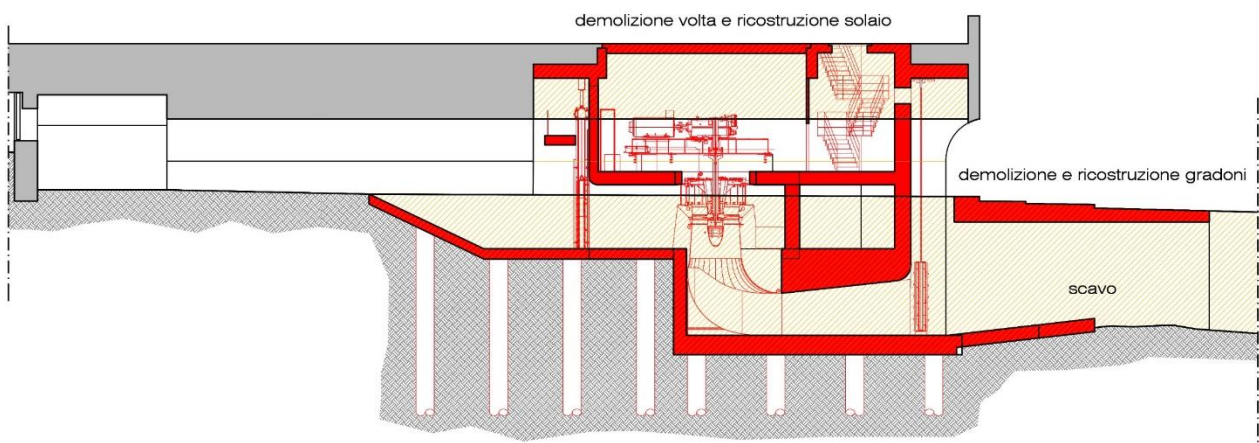 demolizione volta e ricostruzione solaio
demolizione e ricostruzione gradoni
scavo